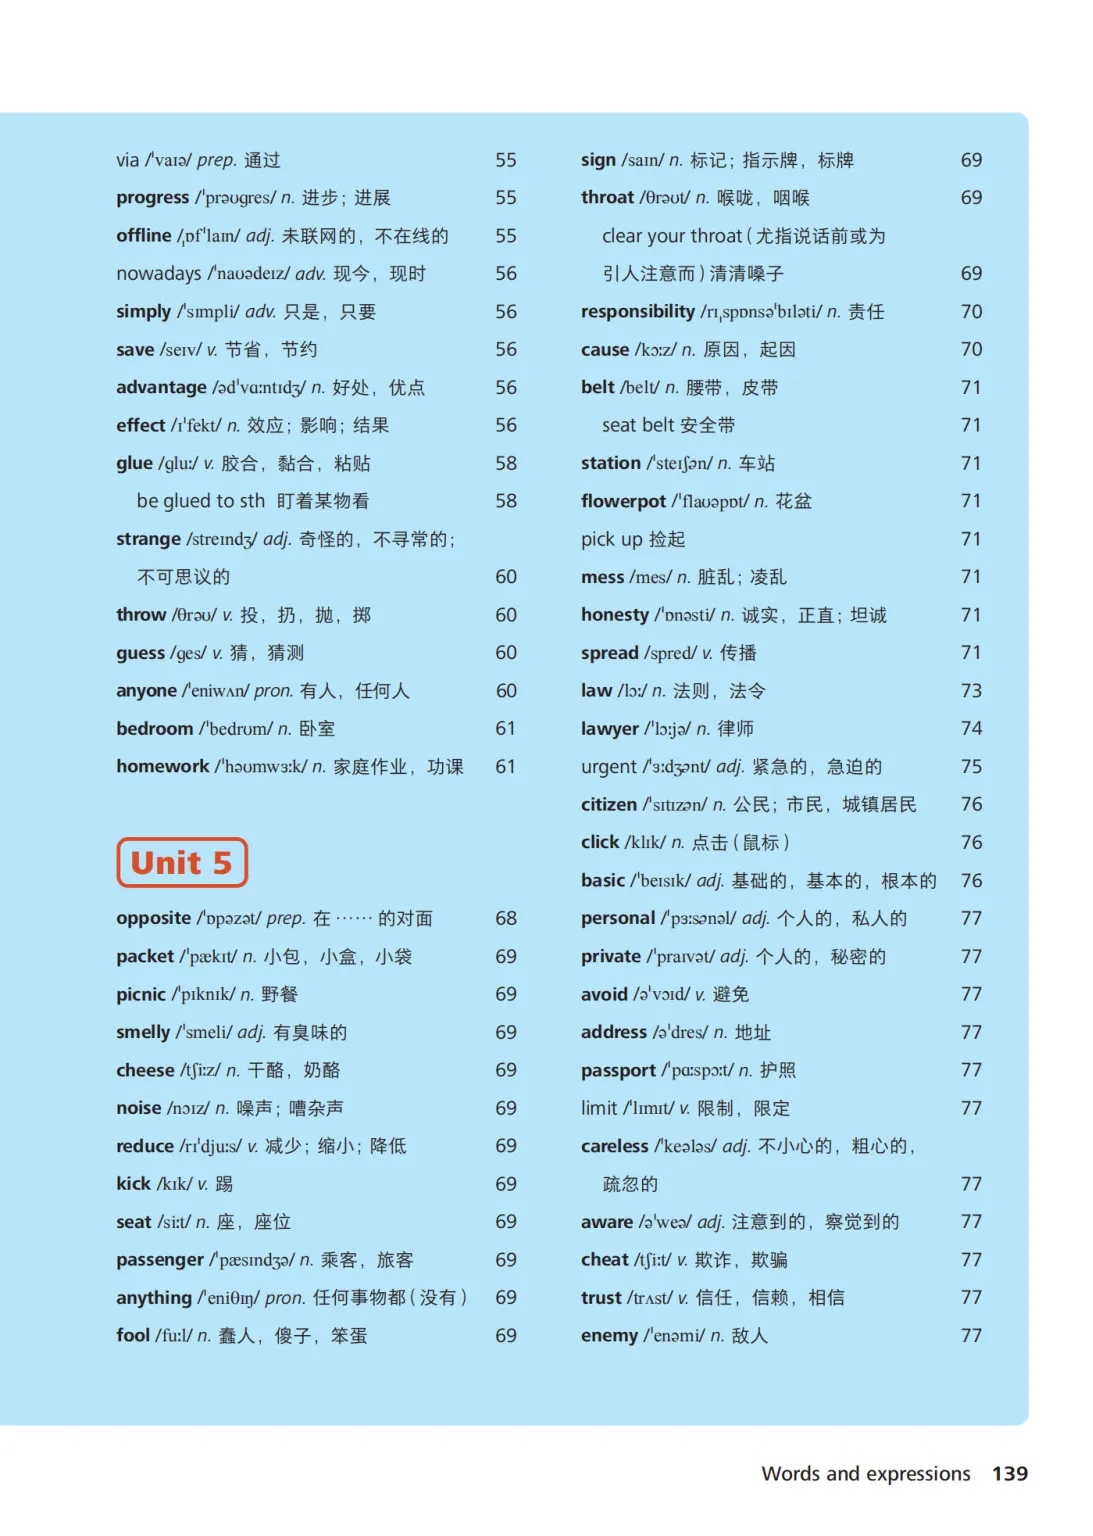 via /ˈvaɪə/ prep. 通过 55
progress /ˈprəʊɡres/ n. 进步；进展 55
offline /ˌɒfˈlaɪn/ adj. 未联网的，不在线的 55
nowadays /ˈnaʊədeɪz/ adv. 现今，现时 56
simply /ˈsɪmpli/ adv. 只是，只要 56
save /seɪv/ v. 节省，节约 56
advantage /ədˈvɑːntɪdʒ/ n. 好处，优点 56
effect /ɪˈfekt/ n. 效应；影响；结果 56
glue /ɡluː/ v. 胶合，黏合，粘贴 58
be glued to sth 盯着某物看 58
strange /streɪndʒ/ adj. 奇怪的，不寻常的；
不可思议的 60
throw /θrəʊ/ v. 投，扔，抛，掷 60
guess /ɡes/ v. 猜，猜测 60
anyone /ˈeniwʌn/ pron. 有人，任何人 60
bedroom /ˈbedrʊm/ n. 卧室 61
homework /ˈhəʊmwɜːk/ n. 家庭作业，功课 61
Unit 5
opposite /ˈɒpəzət/ prep. 在……的对面 68
packet /ˈpækɪt/ n. 小包，小盒，小袋 69
picnic /ˈpɪknɪk/ n. 野餐 69
smelly /ˈsmeli/ adj. 有臭味的 69
cheese /tʃiːz/ n. 干酪，奶酪 69
noise /nɔɪz/ n. 噪声；嘈杂声 69
reduce /rɪˈdjuːs/ v. 减少；缩小；降低 69
kick /kɪk/ v. 踢 69
seat /siːt/ n. 座，座位 69
passenger /ˈpæsɪndʒə/ n. 乘客，旅客 69
anything /ˈeniθɪŋ/ pron. 任何事物都（没有） 69
fool /fuːl/ n. 蠢人，傻子，笨蛋 69
sign /saɪn/ n. 标记；指示牌，标牌 69
throat /θrəʊt/ n. 喉咙，咽喉 69
clear your throat（尤指说话前或为
引人注意而）清清嗓子 69
responsibility /rɪˌspɒnsəˈbɪləti/ n. 责任 70
cause /kɔːz/ n. 原因，起因 70
belt /belt/ n. 腰带，皮带 71
seat belt 安全带 71
station /ˈsteɪʃən/ n. 车站 71
flowerpot /ˈflaʊəpɒt/ n. 花盆 71
pick up 捡起 71
mess /mes/ n. 脏乱；凌乱 71
honesty /ˈɒnəsti/ n. 诚实，正直；坦诚 71
spread /spred/ v. 传播 71
law /lɔː/ n. 法则，法令 73
lawyer /ˈlɔːjə/ n. 律师 74
urgent /ˈɜːdʒənt/ adj. 紧急的，急迫的 75
citizen /ˈsɪtɪzən/ n. 公民；市民，城镇居民 76
click /klɪk/ n. 点击（鼠标） 76
basic /ˈbeɪsɪk/ adj. 基础的，基本的，根本的 76
personal /ˈpɜːsənəl/ adj. 个人的，私人的 77
private /ˈpraɪvət/ adj. 个人的，秘密的 77
avoid /əˈvɔɪd/ v. 避免 77
address /əˈdres/ n. 地址 77
passport /ˈpɑːspɔːt/ n. 护照 77
limit /ˈlɪmɪt/ v. 限制，限定 77
careless /ˈkeələs/ adj. 不小心的，粗心的，
疏忽的 77
aware /əˈweə/ adj. 注意到的，察觉到的 77
cheat /tʃiːt/ v. 欺诈，欺骗 77
trust /trʌst/ v. 信任，信赖，相信 77
enemy /ˈenəmi/ n. 敌人 77
Words and expressions 139